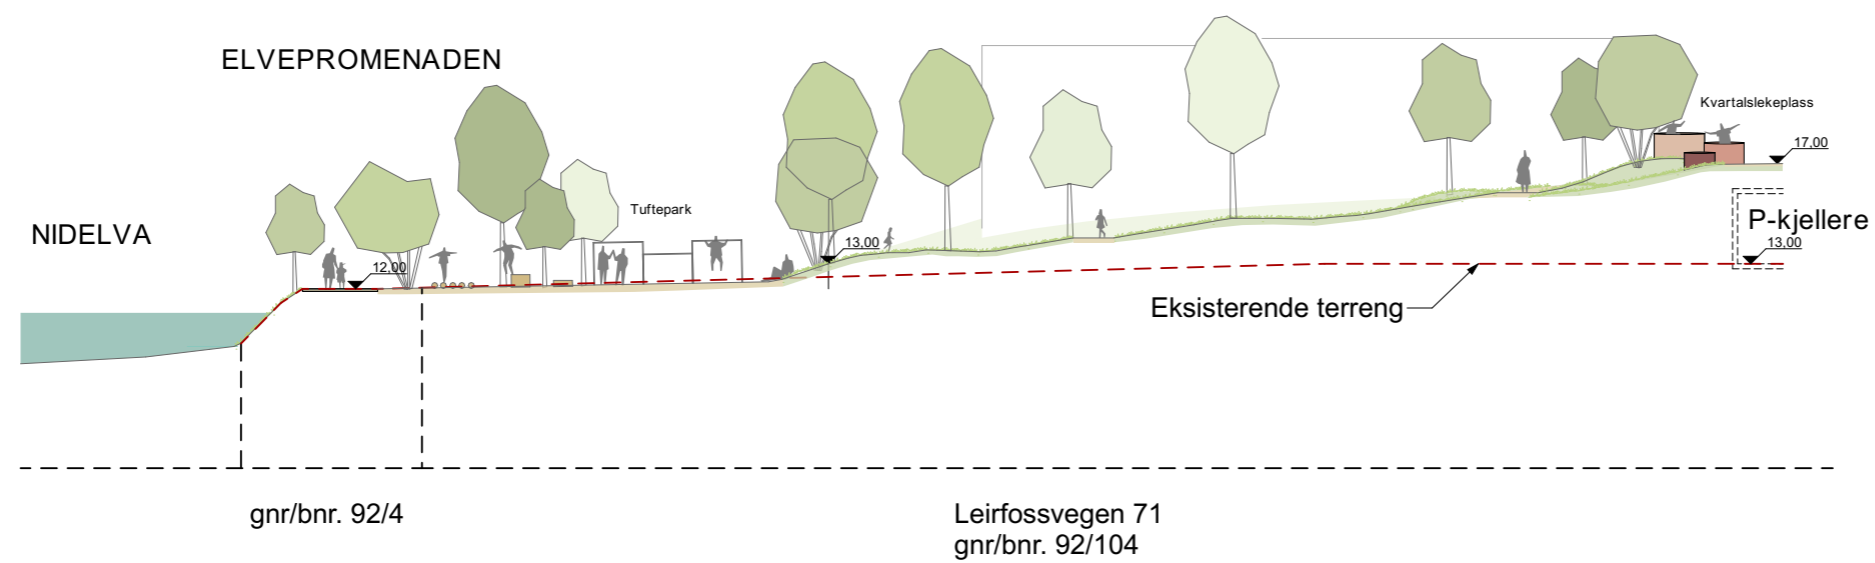 ELVEPROMENADEN
Kvartalslekeplass
17,00
Tuftepark
NIDELVA
P-kjellere
13,00
13,00
12,00
Eksisterende terreng
gnr/bnr. 92/4
Leirfossvegen 71
gnr/bnr. 92/104